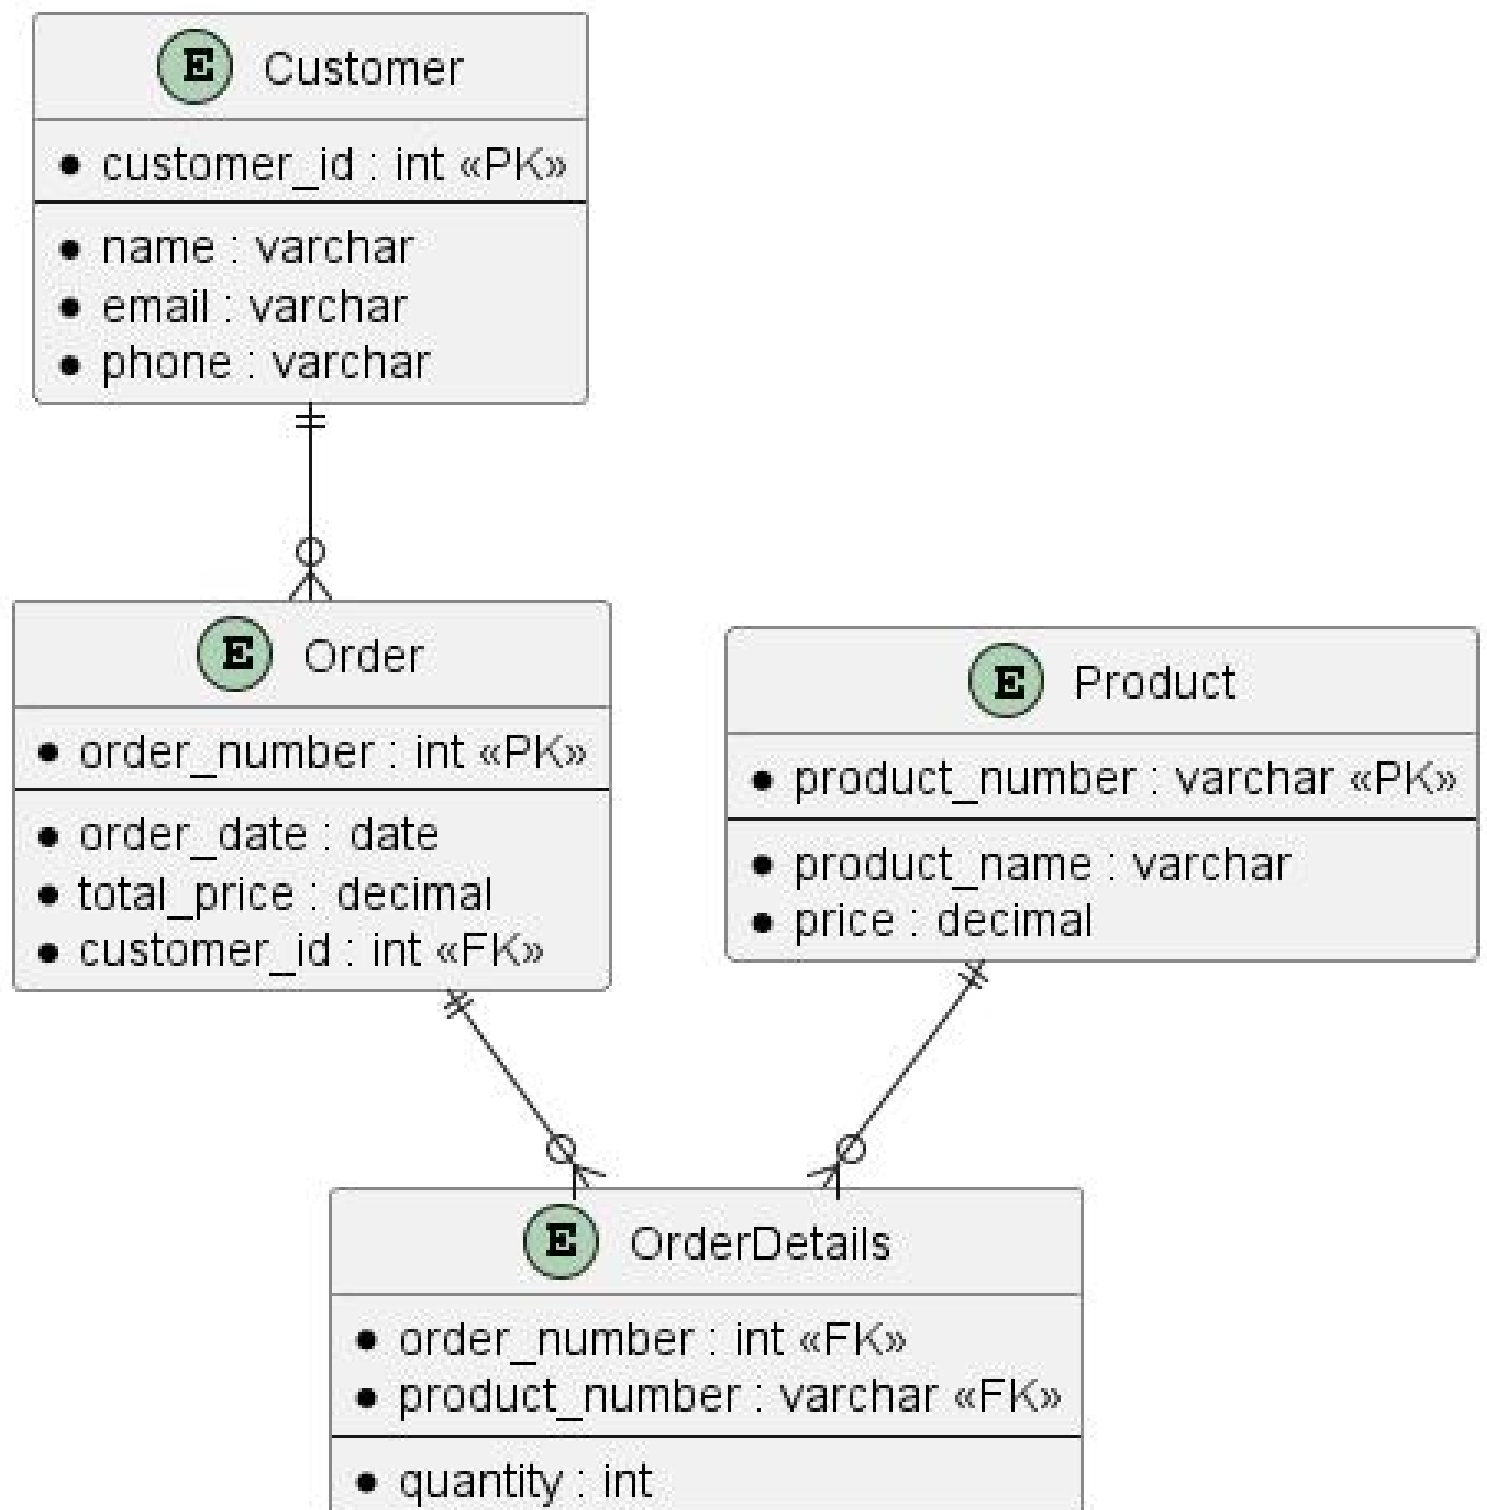 E Customer
customer_id : int «PK»
name : varchar
email : varchar
phone : varchar
E Order
order_number : int «PK»
order_date : date
total_price : decimal
customer_id : int «FK»
E Product
product_number : varchar «PK»
product_name : varchar
price : decimal
E OrderDetails
order_number : int «FK»
product_number : varchar «FK»
quantity : int